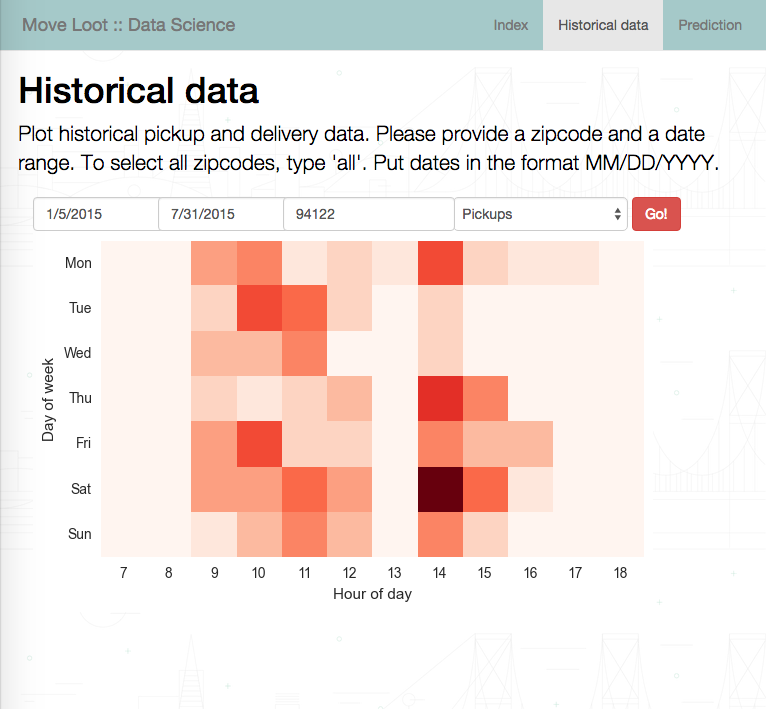 Move Loot :: Data Science Index Historical data Prediction
Historical data
Plot historical pickup and delivery data. Please provide a zipcode and a date
range. To select all zipcodes, type 'all'. Put dates in the format MM/DD/YYYY.
1/5/2015 7/31/2015 94122 Pickups Go!
Day of week
Mon
Tue
Wed
Thu
Fri
Sat
Sun
7 8 9 10 11 12 13 14 15 16 17 18
Hour of day